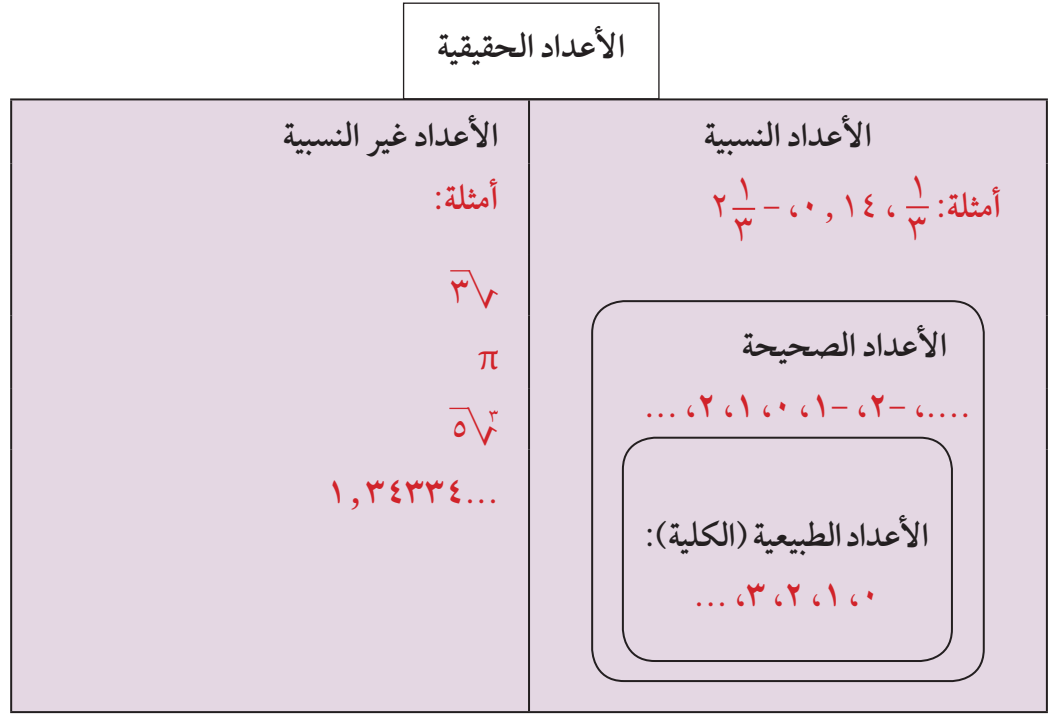 الأعداد الحقيقية
الأعداد النسبية
أمثلة: ١/٣ ، ١٤ , ٠، – ٢ ١/٣
الأعداد الصحيحة
....، –٢، –١، ٠، ١، ٢، ...
الأعداد الطبيعية (الكلية):
٠، ١، ٢، ٣، ...
الأعداد غير النسبية
أمثلة:
√٣
π
∛٥
١,٣٤٣٣٤...